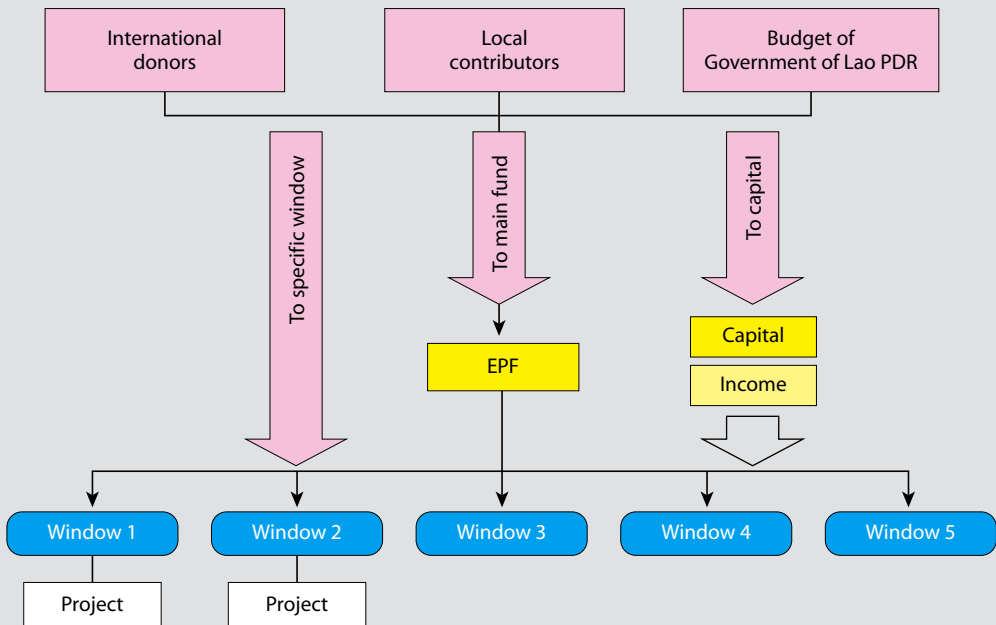 International
donors
Local
contributors
Budget of
Government of Lao PDR
To specific window
To main fund
To capital
EPF
Capital
Income
Window 1
Window 2
Window 3
Window 4
Window 5
Project
Project